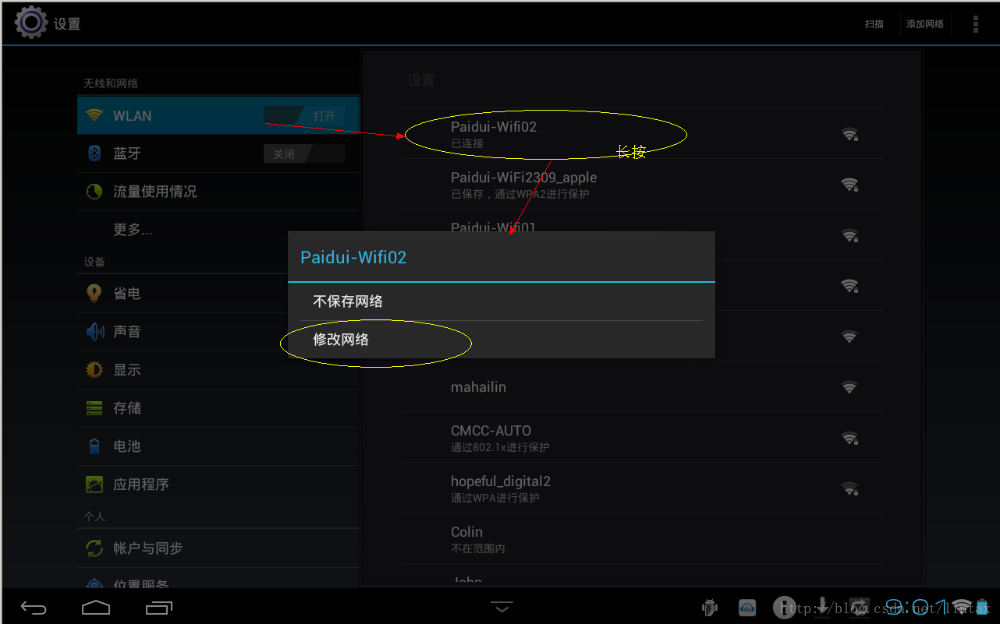 设置
扫描
添加网络
无线和网络
WLAN
打开
蓝牙
关闭
流量使用情况
更多...
设备
省电
声音
显示
存储
电池
应用程序
个人
帐户与同步
位置服务
设置
Paidui-Wifi02
已连接
长按
Paidui-WiFi2309_apple
已保存，通过WPA2进行保护
Paidui-Wifi01
Paidui-Wifi02
不保存网络
修改网络
mahailin
CMCC-AUTO
通过802.1x进行保护
hopeful_digital2
通过WPA进行保护
Colin
不在范围内
John
du
9:01